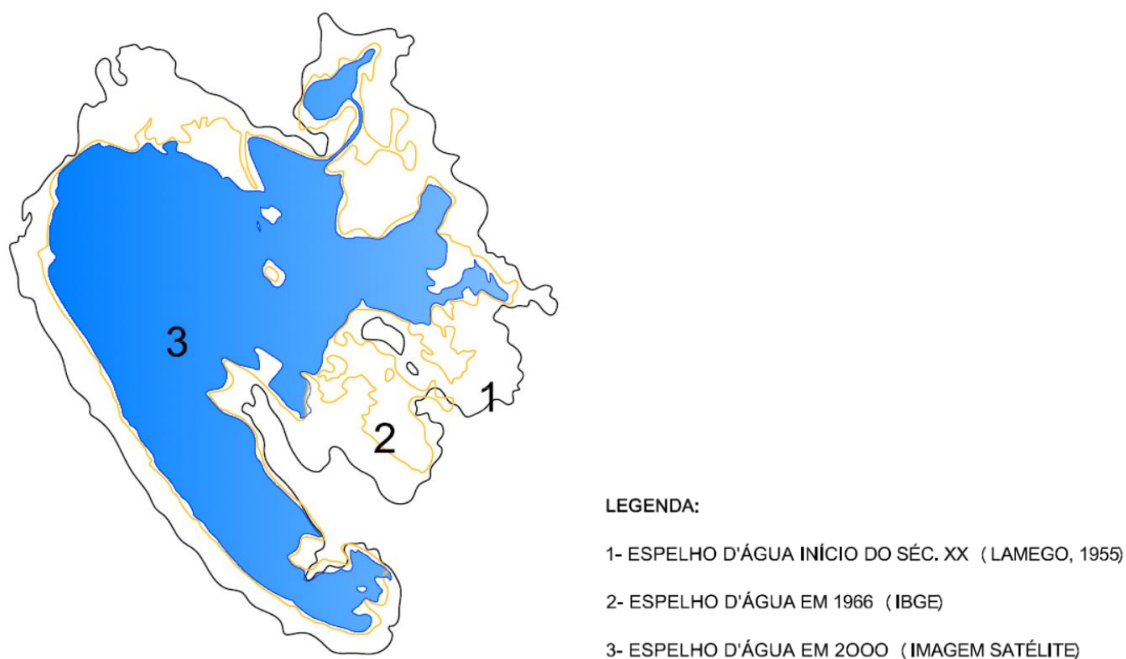 3
1
2
LEGENDA:
1- ESPELHO D'ÁGUA INÍCIO DO SÉC. XX ( LAMEGO, 1955)
2- ESPELHO D'ÁGUA EM 1966 ( IBGE)
3- ESPELHO D'ÁGUA EM 2OOO ( IMAGEM SATÉLITE)